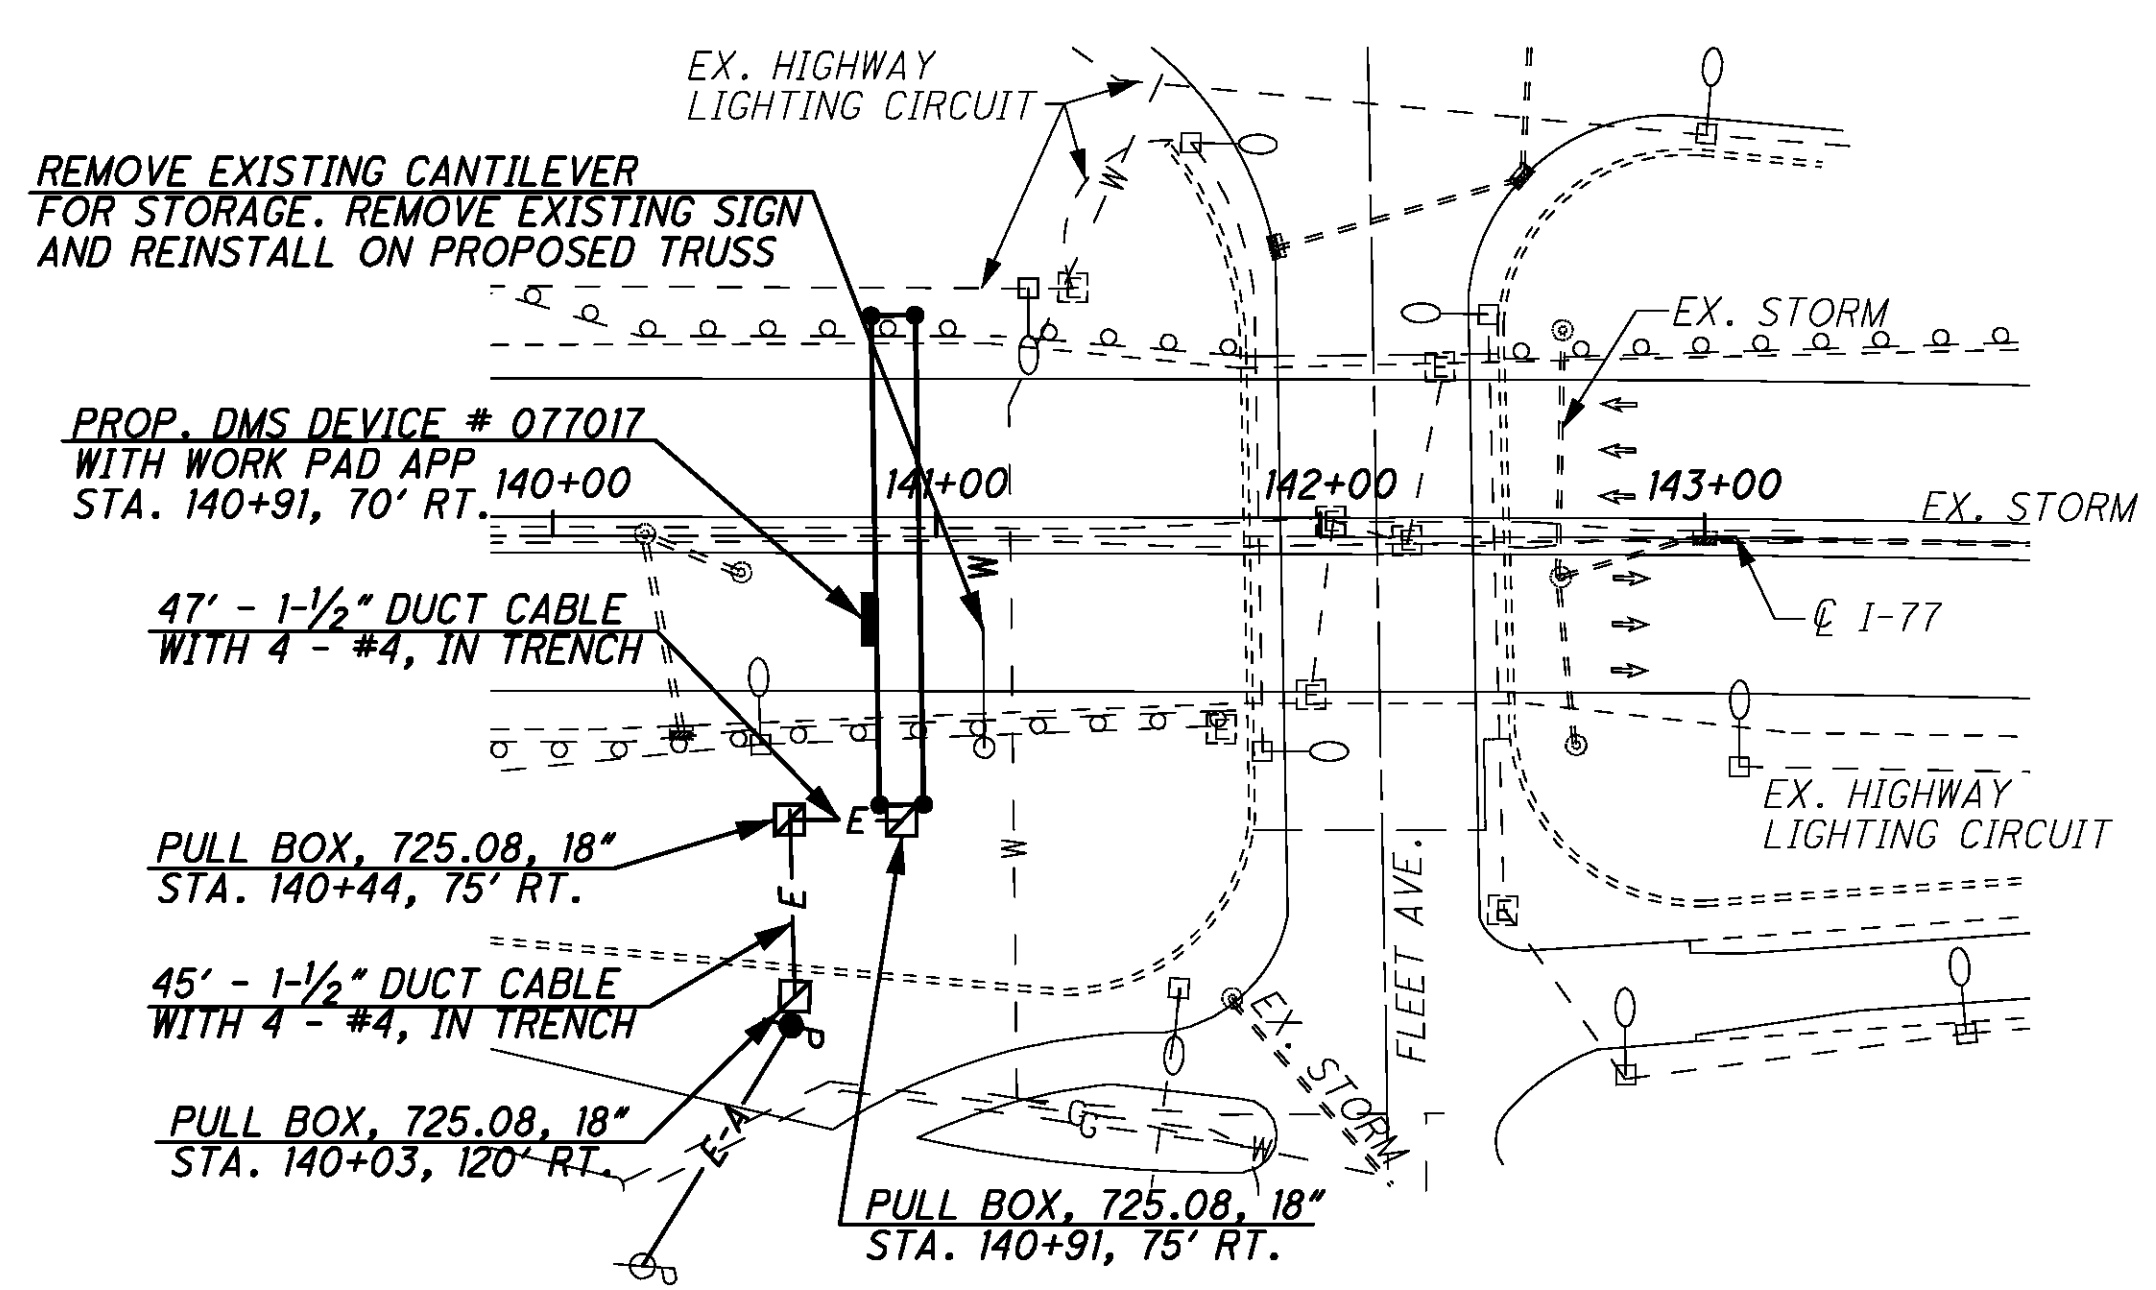 EX. HIGHWAY
LIGHTING CIRCUIT
REMOVE EXISTING CANTILEVER
FOR STORAGE. REMOVE EXISTING SIGN
AND REINSTALL ON PROPOSED TRUSS
W
E
EX. STORM
E
PROP. DMS DEVICE # 077017
WITH WORK PAD APP
STA. 140+91, 70' RT.
140+00
141+00
142+00
143+00
EX. STORM
E
E
W
47' - 1-1/2" DUCT CABLE
WITH 4 - #4, IN TRENCH
℄ I-77
E
E
EX. HIGHWAY
LIGHTING CIRCUIT
E
W
PULL BOX, 725.08, 18"
STA. 140+44, 75' RT.
E
E
FLEET AVE.
45' - 1-1/2" DUCT CABLE
WITH 4 - #4, IN TRENCH
P
EX. STORM
PULL BOX, 725.08, 18"
STA. 140+03, 120' RT.
E-A
G
G
W
PULL BOX, 725.08, 18"
STA. 140+91, 75' RT.
P